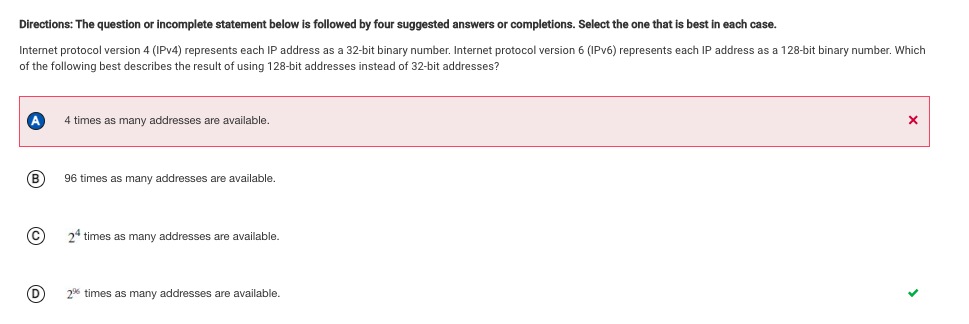 Directions: The question or incomplete statement below is followed by four suggested answers or completions. Select the one that is best in each case.
Internet protocol version 4 (IPv4) represents each IP address as a 32-bit binary number. Internet protocol version 6 (IPv6) represents each IP address as a 128-bit binary number. Which
of the following best describes the result of using 128-bit addresses instead of 32-bit addresses?
A 4 times as many addresses are available.
B 96 times as many addresses are available.
C 2⁴ times as many addresses are available.
D 2⁹⁶ times as many addresses are available.